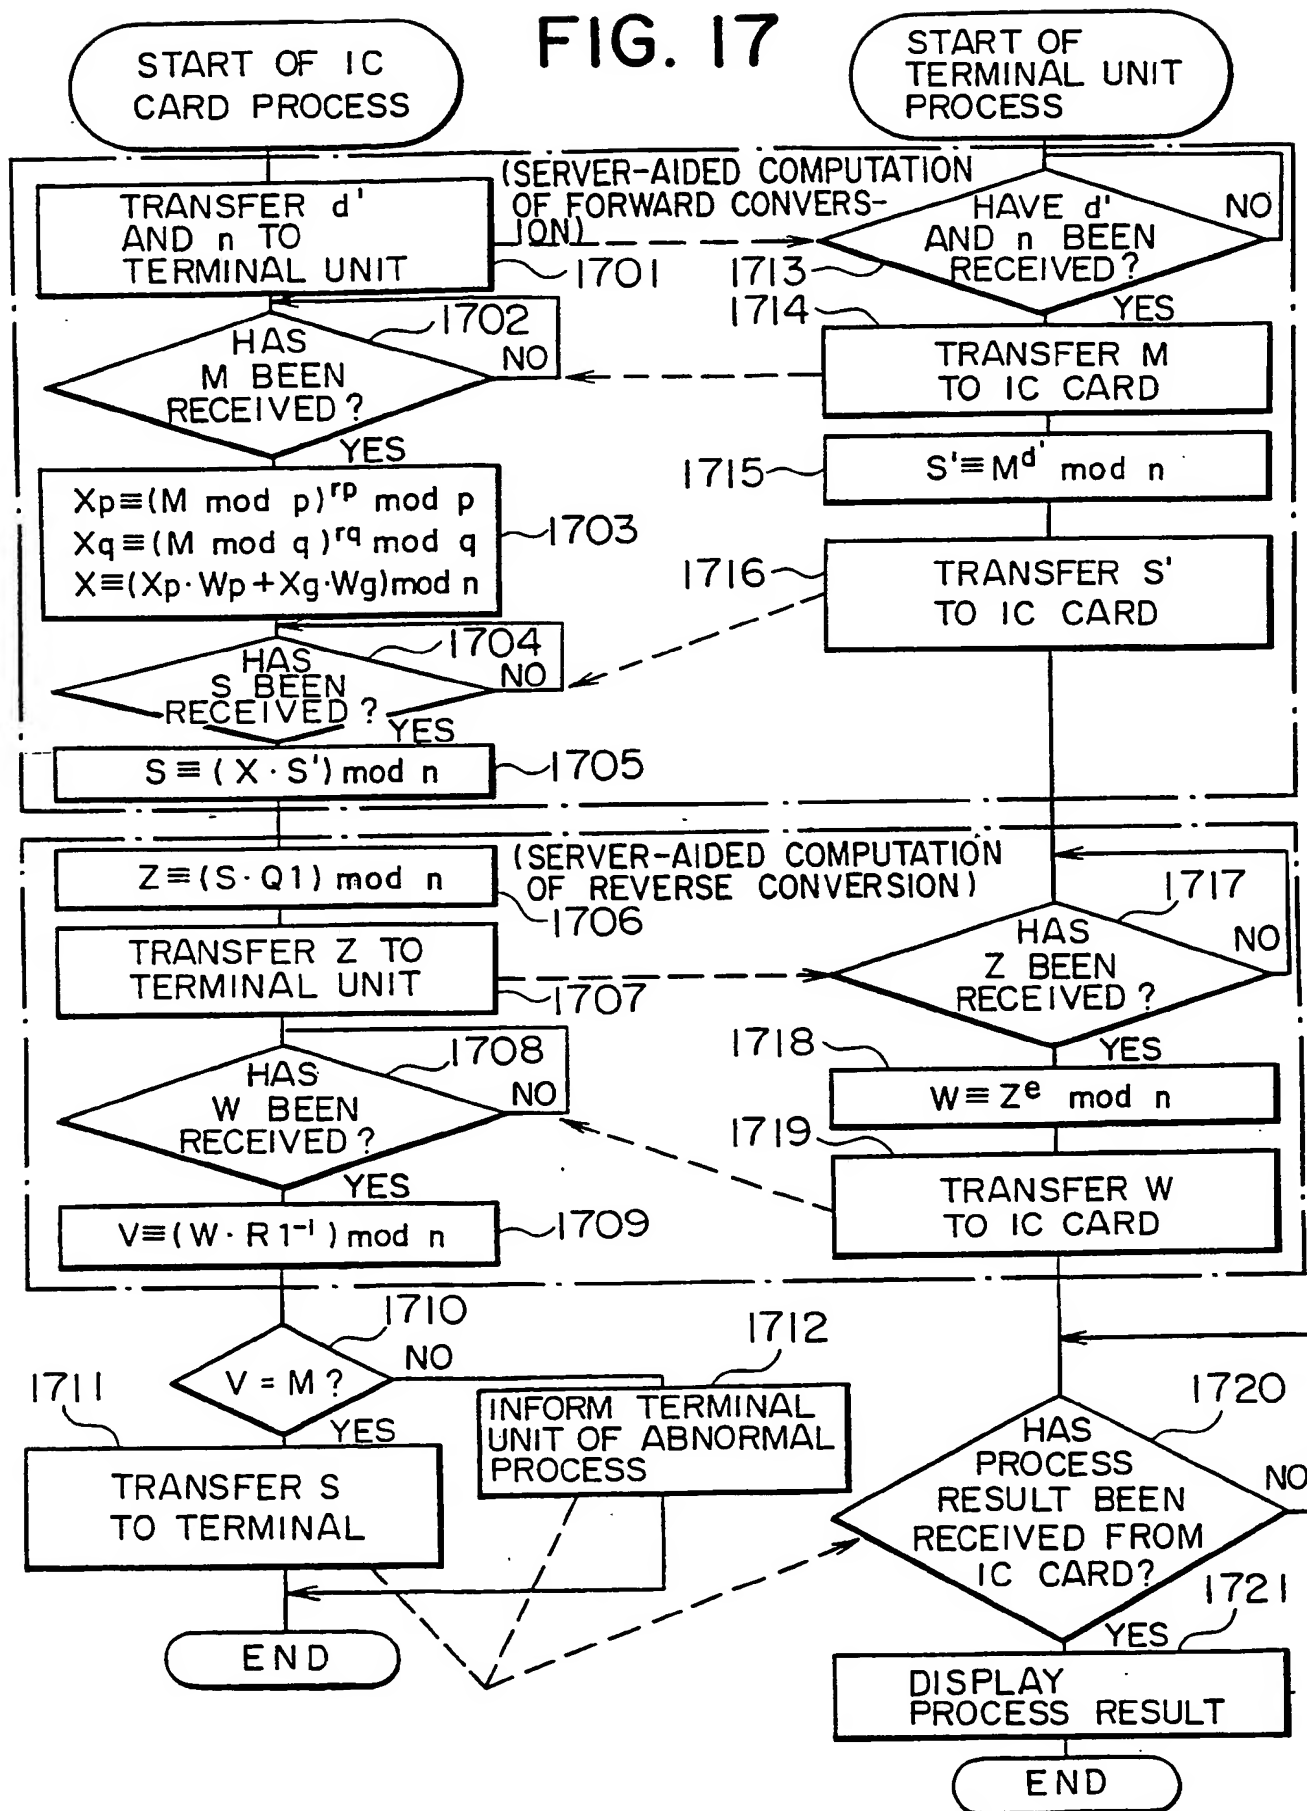 FIG. 17
START OF IC
CARD PROCESS
START OF
TERMINAL UNIT
PROCESS
(SERVER-AIDED COMPUTATION
OF FORWARD CONVERS-
ION)
TRANSFER d'
AND n TO
TERMINAL UNIT
1701
HAVE d'
AND n BEEN
RECEIVED?
NO
1713
YES
1702
HAS
M BEEN
RECEIVED?
NO
YES
1714
TRANSFER M
TO IC CARD
1715
S'≡M^d' mod n
Xp≡(M mod p)^rp mod p
Xq≡(M mod q)^rq mod q
X≡(Xp·Wp+Xg·Wg)mod n
1703
1716
TRANSFER S'
TO IC CARD
1704
HAS
S BEEN
RECEIVED?
NO
YES
S≡(X·S')mod n
1705
(SERVER-AIDED COMPUTATION
OF REVERSE CONVERSION)
Z≡(S·Q1) mod n
1706
TRANSFER Z TO
TERMINAL UNIT
1707
1717
HAS
Z BEEN
RECEIVED?
NO
YES
1708
HAS
W BEEN
RECEIVED?
NO
YES
1718
W≡Z^e mod n
1719
TRANSFER W
TO IC CARD
V≡(W·R1^-1) mod n
1709
1710
V=M?
NO
YES
1711
TRANSFER S
TO TERMINAL
1712
INFORM TERMINAL
UNIT OF ABNORMAL
PROCESS
END
1720
HAS
PROCESS
RESULT BEEN
RECEIVED FROM
IC CARD?
NO
YES
1721
DISPLAY
PROCESS RESULT
END